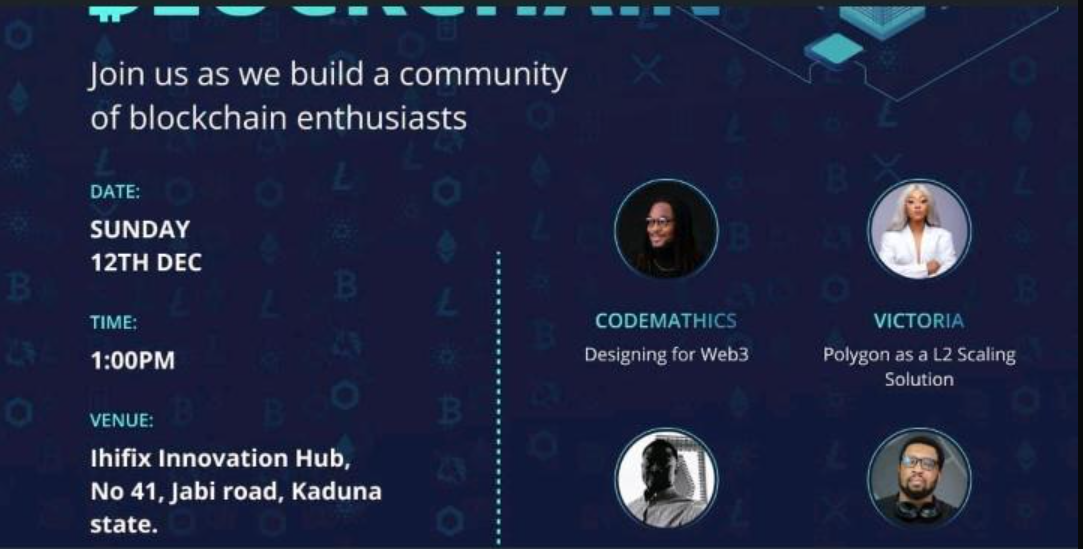 BLOCKCHAIN
Join us as we build a community
of blockchain enthusiasts
DATE:
SUNDAY
12TH DEC
TIME:
1:00PM
VENUE:
Ihifix Innovation Hub,
No 41, Jabi road, Kaduna
state.
CODEMATHICS
Designing for Web3
VICTORIA
Polygon as a L2 Scaling
Solution